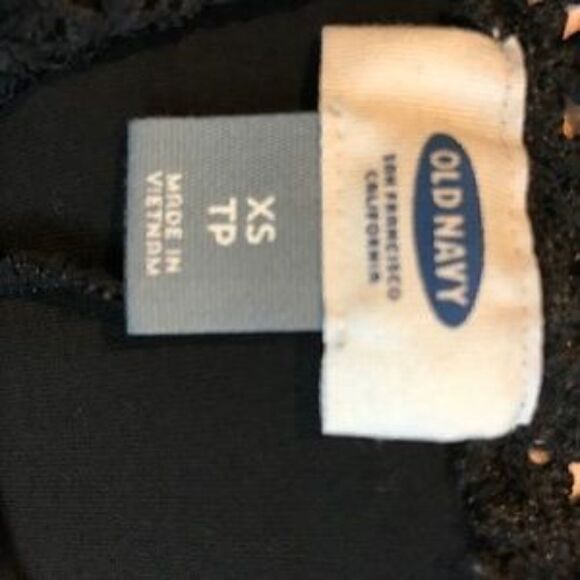 OLD NAVY
SAN FRANCISCO
CALIFORNIA
XS
TP
MADE IN
VIETNAM